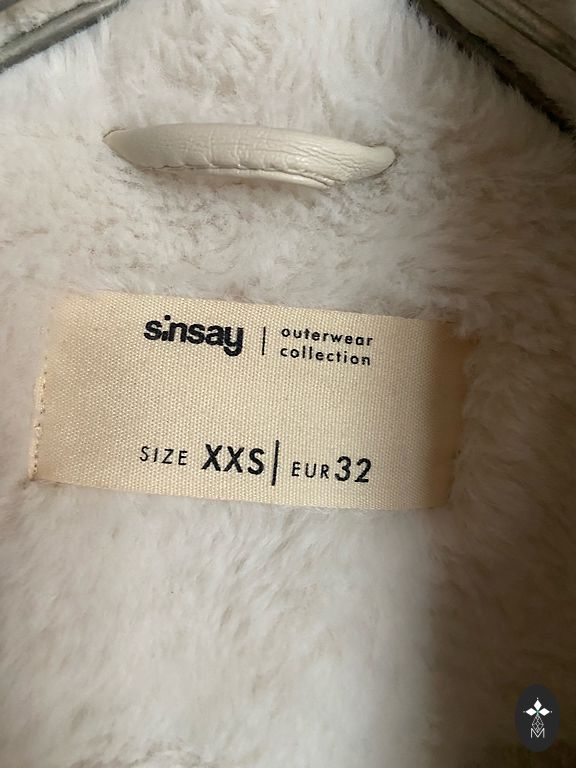 sinsay | outerwear
collection
SIZE XXS | EUR 32
M